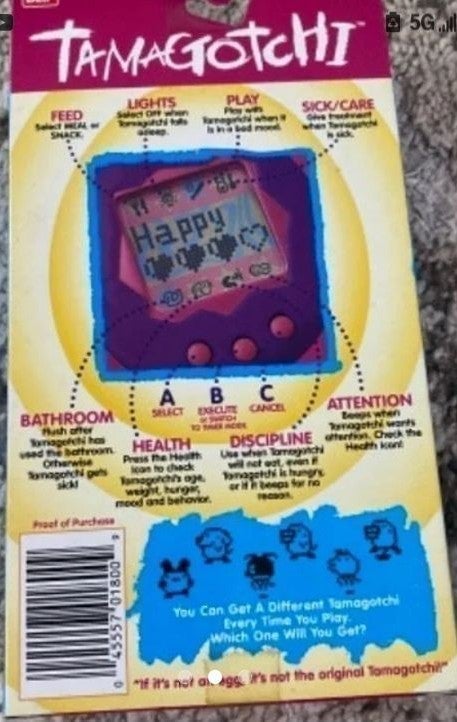 5G
TAMAGOTCHI
LIGHTS
Select OFF when
Tamagotchi falls
asleep.
PLAY
Play with
Tamagotchi when it
is in a bad mood.
FEED
Select MEAL or
SNACK.
SICK/CARE
Give treatment
when Tamagotchi
is sick.
Happy
A
SELECT
B
EXECUTE
or SWITCH
TO TIMER MODE
C
CANCEL
BATHROOM
Flush after
Tamagotchi has
used the bathroom.
Otherwise
Tamagotchi gets
sick!
HEALTH
Press the Health
Icon to check
Tamagotchi's age,
weight, hunger,
mood and behavior.
DISCIPLINE
Use when Tamagotchi
will not eat, even if
Tamagotchi is hungry,
or if it beeps for no
reason.
ATTENTION
Beeps when
Tamagotchi wants
attention. Check the
Health Icon!
Proof of Purchase
0 45557 01800 9
You Can Get A Different Tamagotchi
Every Time You Play.
Which One Will You Get?
"If it's not an egg, it's not the original Tamagotchi!"